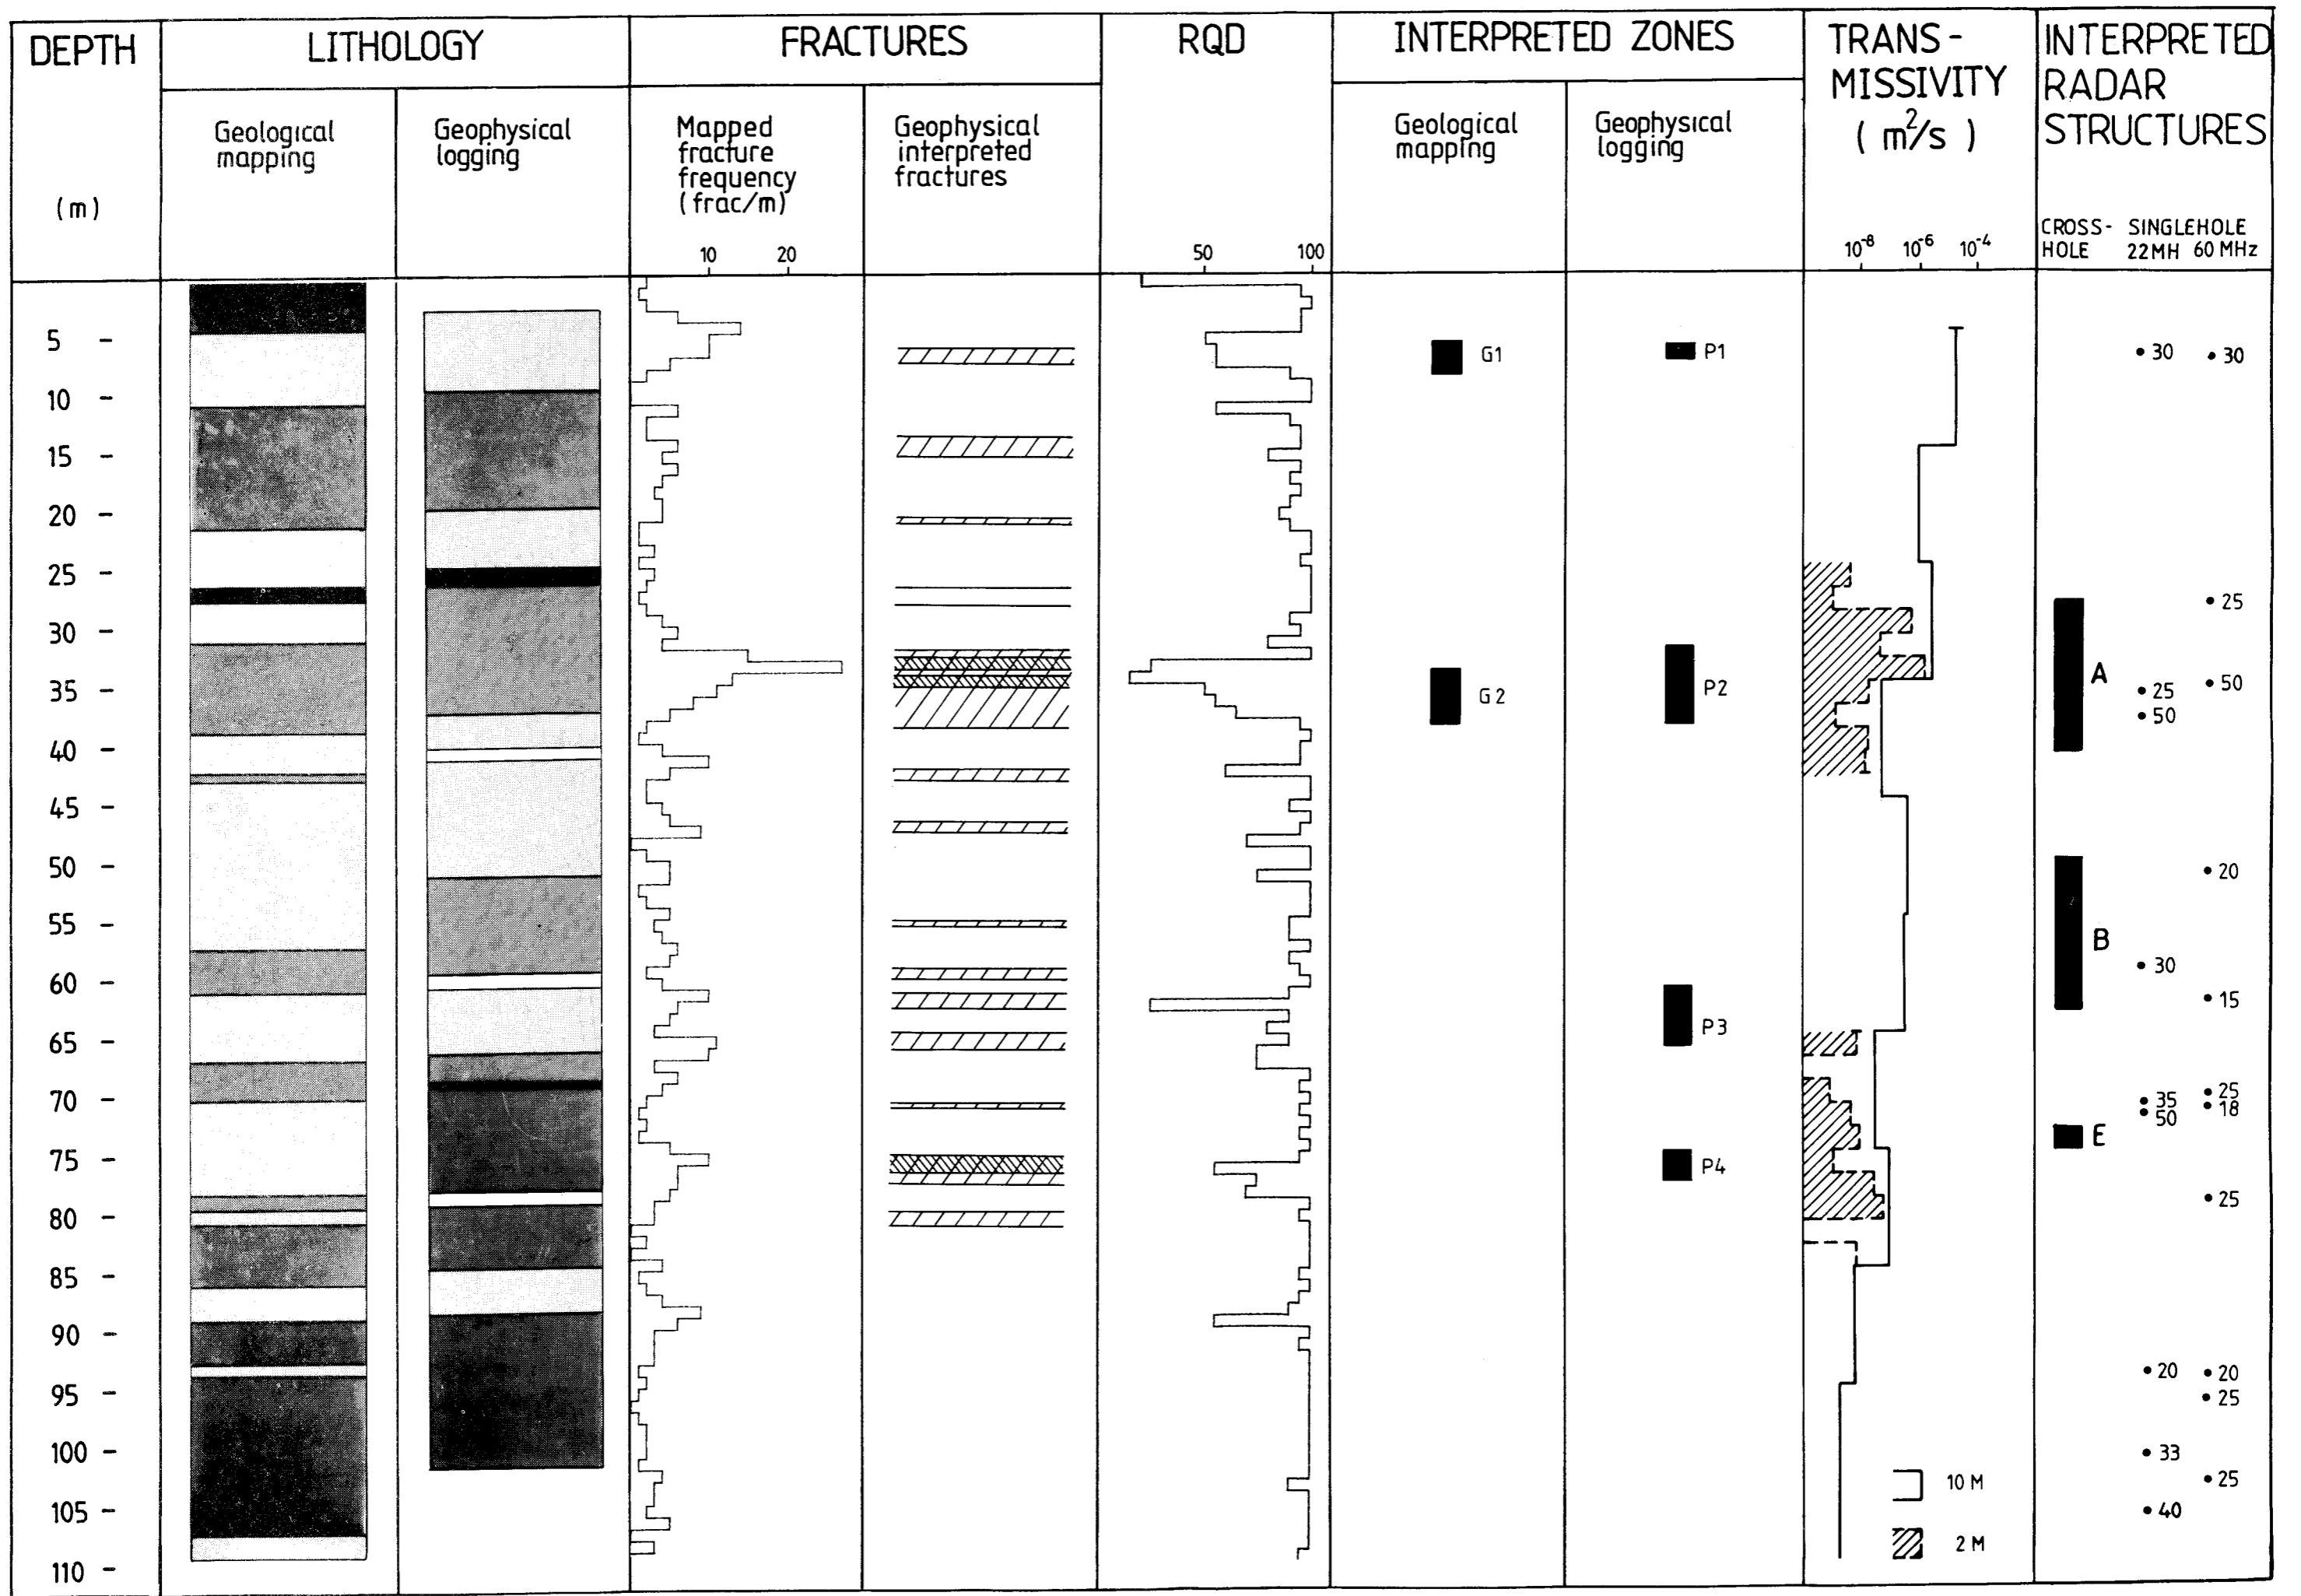 DEPTH
(m)
LITHOLOGY
Geological
mapping
Geophysical
logging
FRACTURES
Mapped
fracture
frequency
(frac/m)
10 20
Geophysical
interpreted
fractures
RQD
50 100
INTERPRETED ZONES
Geological
mapping
Geophysical
logging
TRANS-
MISSIVITY
(m²/s)
10⁻⁸ 10⁻⁶ 10⁻⁴
INTERPRETED
RADAR
STRUCTURES
CROSS- SINGLEHOLE
HOLE 22MH 60MHz
5 - G1 P1 • 30 • 30
10 -
15 -
20 -
25 -
• 25
30 -
35 - G2 P2 A • 25 • 50
• 50
40 -
45 -
50 - • 20
55 -
B
• 30
60 - • 15
P3
65 -
• 25
70 - • 35 • 18
• 50
E
75 - P4
• 25
80 -
85 -
90 -
• 20 • 20
95 - • 25
100 - • 33
10 M • 25
105 - • 40
2 M
110 -